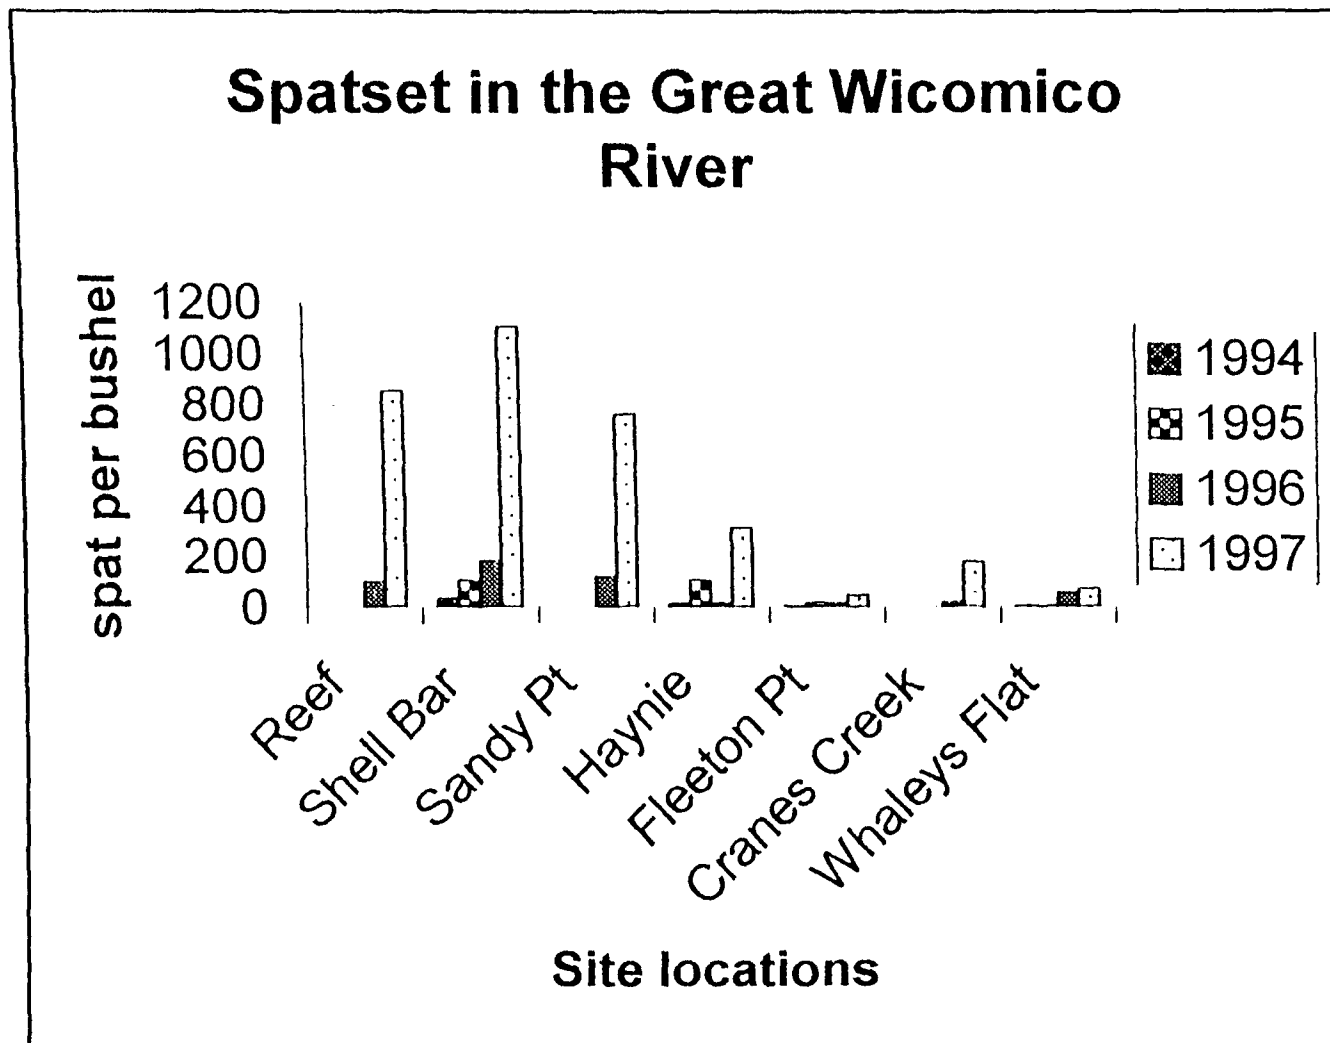 Spatset in the Great Wicomico
River
spat per bushel
1200
1000
800
600
400
200
0
Reef
Shell Bar
Sandy Pt
Haynie
Fleeton Pt
Cranes Creek
Whaleys Flat
Site locations
1994
1995
1996
1997